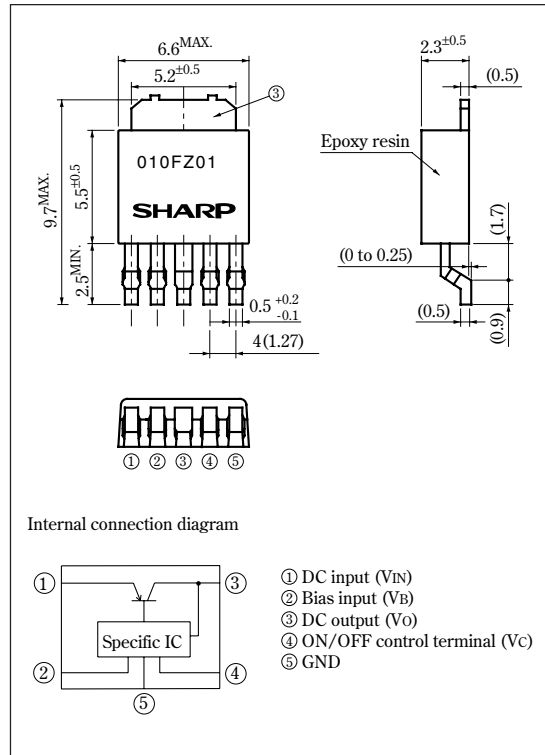 6.6MAX.
5.2±0.5
③
2.3±0.5
(0.5)
Epoxy resin
9.7MAX.
5.5±0.5
2.5MIN.
010FZ01
SHARP
(1.7)
(0 to 0.25)
0.5 +0.2
-0.1
4(1.27)
(0.5)
(0.9)
① ② ③ ④ ⑤
Internal connection diagram
①
③
Specific IC
②
④
⑤
① DC input (VIN)
② Bias input (VB)
③ DC output (VO)
④ ON/OFF control terminal (VC)
⑤ GND